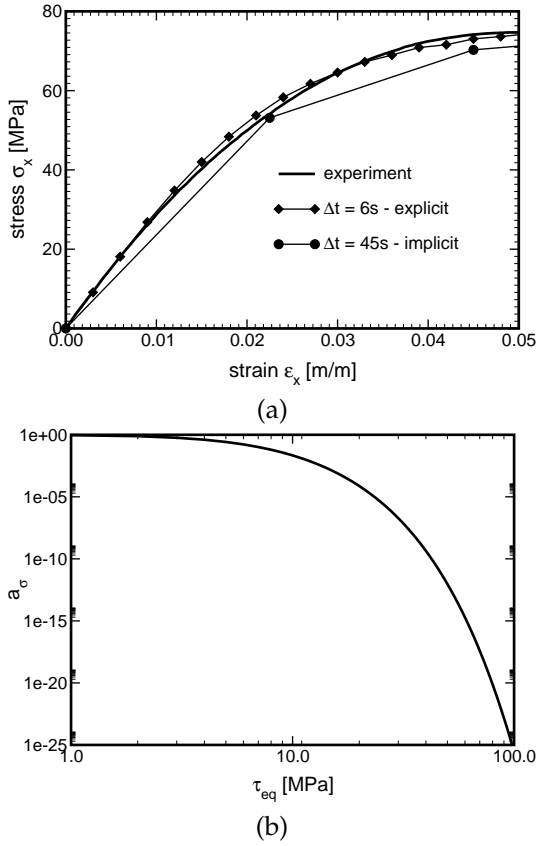 80
60
40
20
0
stress σx [MPa]
experiment
Δt = 6s - explicit
Δt = 45s - implicit
0.00 0.01 0.02 0.03 0.04 0.05
strain εx [m/m]
(a)
1e+00
1e-05
1e-10
1e-15
1e-20
1e-25
aσ
1.0 10.0 100.0
τeq [MPa]
(b)